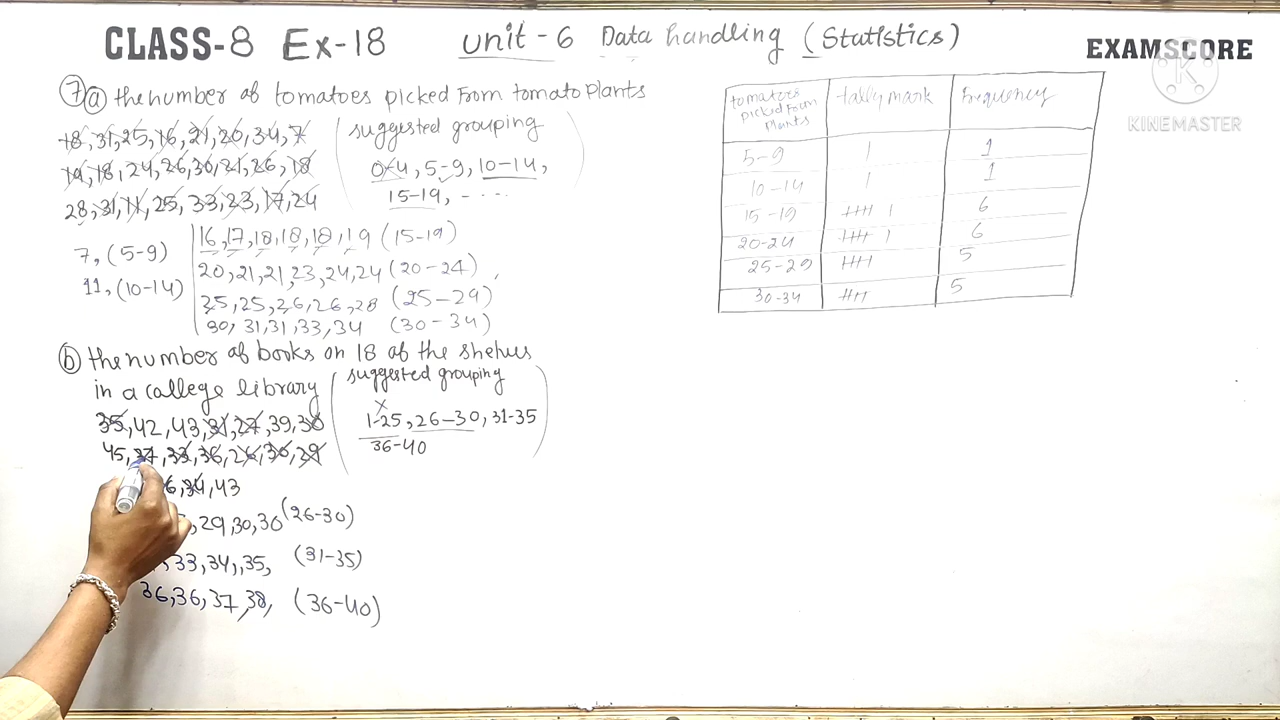 CLASS-8 Ex-18 unit-6 Data handling (Statistics)
EXAMSCORE
KINEMASTER
7 a the number of tomatoes picked From tomato Plants
18, 31, 25, 16, 21, 20, 34, 7
19, 18, 24, 26, 30, 21, 26, 18
28, 31, 11, 25, 33, 23, 17, 24
suggested grouping
0-4, 5-9, 10-14,
15-19, - ....
7, (5-9)
11, (10-14)
16, 17, 18, 18, 18, 19 (15-19)
20, 21, 21, 23, 24, 24 (20-24)
25, 25, 26, 26, 28 (25-29)
30, 31, 31, 33, 34 (30-34)
tomatoes picked From Plants tally mark frequency
5-9 | 1
10-14 | 1
15-19 |||| | 6
20-24 |||| | 6
25-29 |||| 5
30-34 |||| 5
b the number of books on 18 of the shelves
in a college library
35, 42, 43, 31, 27, 39, 30
45, 37, 33, 36, 26, 30, 29
6, 34, 43
suggested grouping
X
1-25, 26-30, 31-35
36-40
, 29, 30, 30 (26-30)
, 33, 34,, 35, (31-35)
36, 36, 37, 38, (36-40)